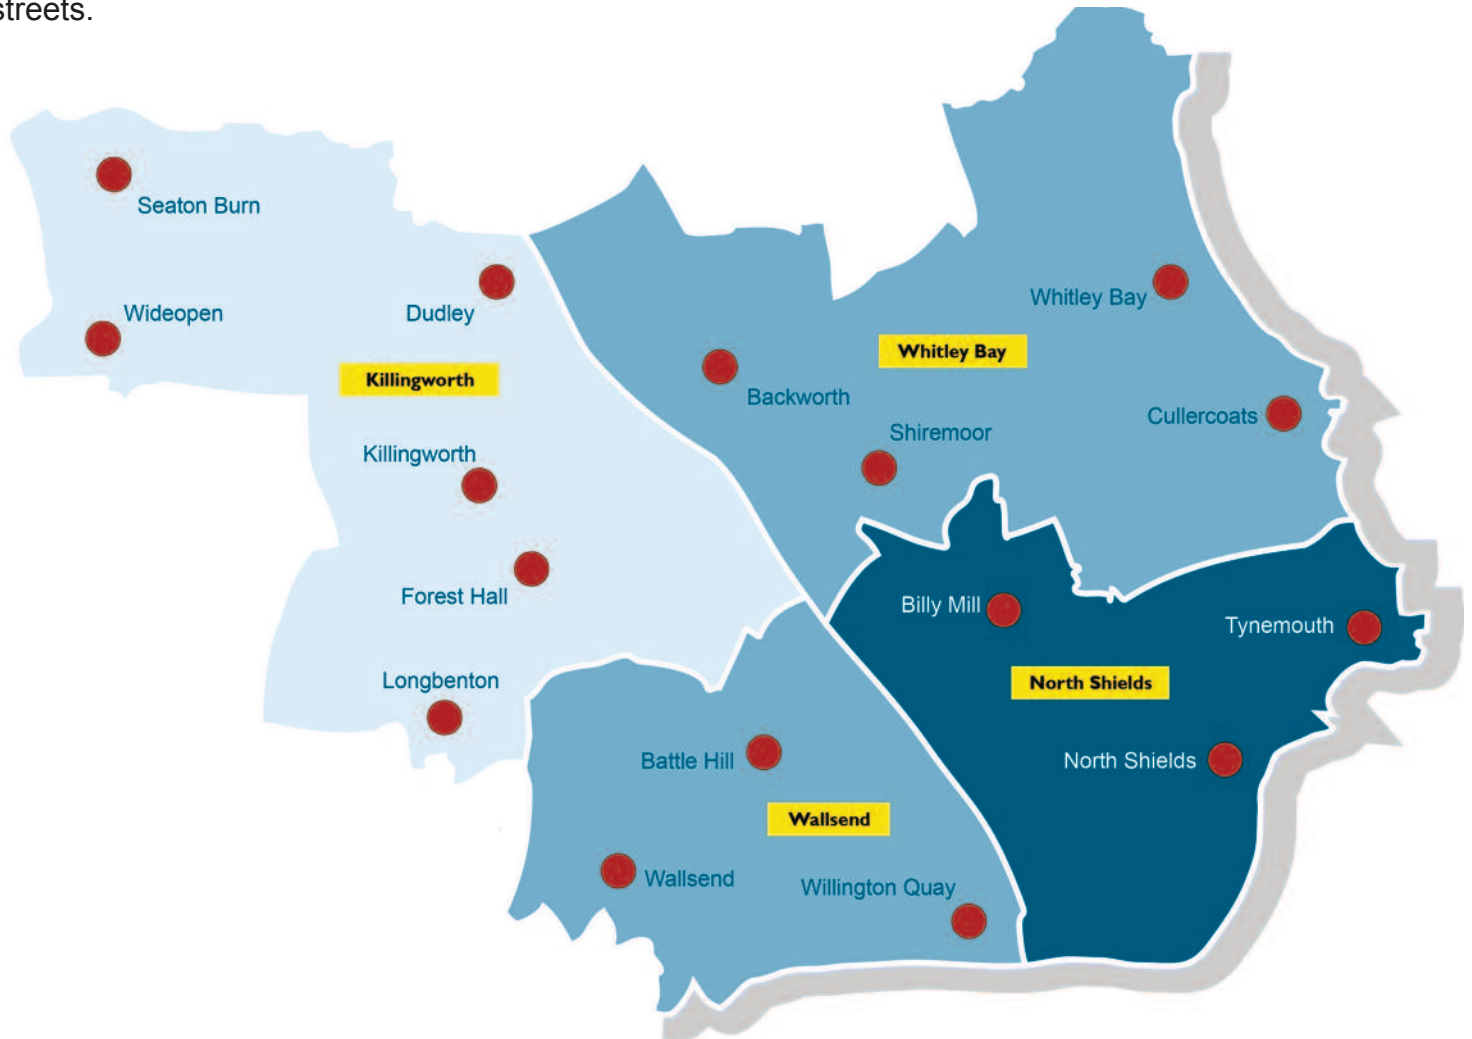 streets.
Seaton Burn
Wideopen
Dudley
Whitley Bay
Whitley Bay
Killingworth
Backworth
Cullercoats
Shiremoor
Killingworth
Forest Hall
Billy Mill
Tynemouth
Longbenton
North Shields
Battle Hill
North Shields
Wallsend
Wallsend
Willington Quay